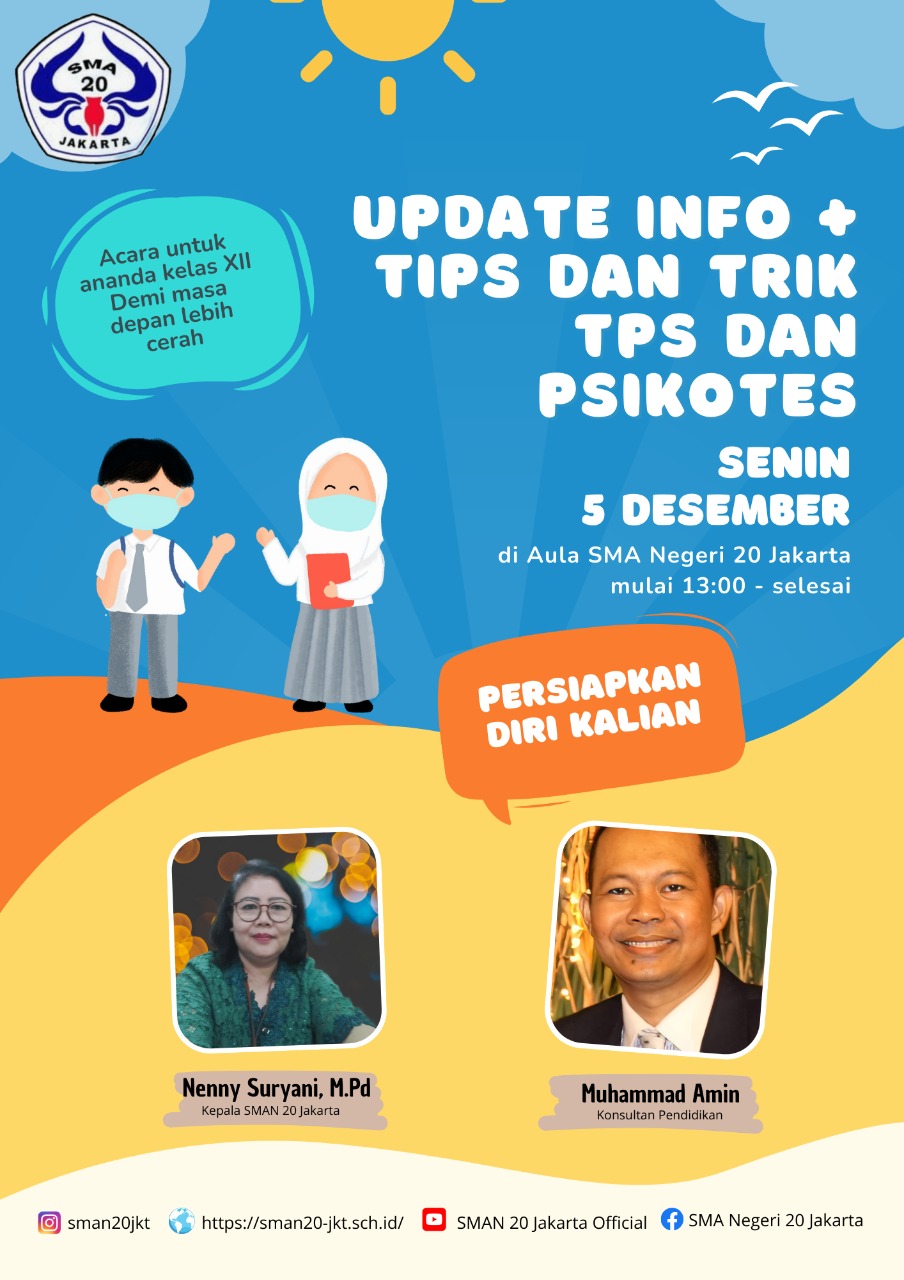 SMA
20
JAKARTA
UPDATE INFO +
TIPS DAN TRIK
TPS DAN
PSIKOTES
Acara untuk
ananda kelas XII
Demi masa
depan lebih
cerah
SENIN
5 DESEMBER
di Aula SMA Negeri 20 Jakarta
mulai 13:00 - selesai
PERSIAPKAN
DIRI KALIAN
Nenny Suryani, M.Pd
Kepala SMAN 20 Jakarta
Muhammad Amin
Konsultan Pendidikan
sman20jkt
https://sman20-jkt.sch.id/
SMAN 20 Jakarta Official
SMA Negeri 20 Jakarta